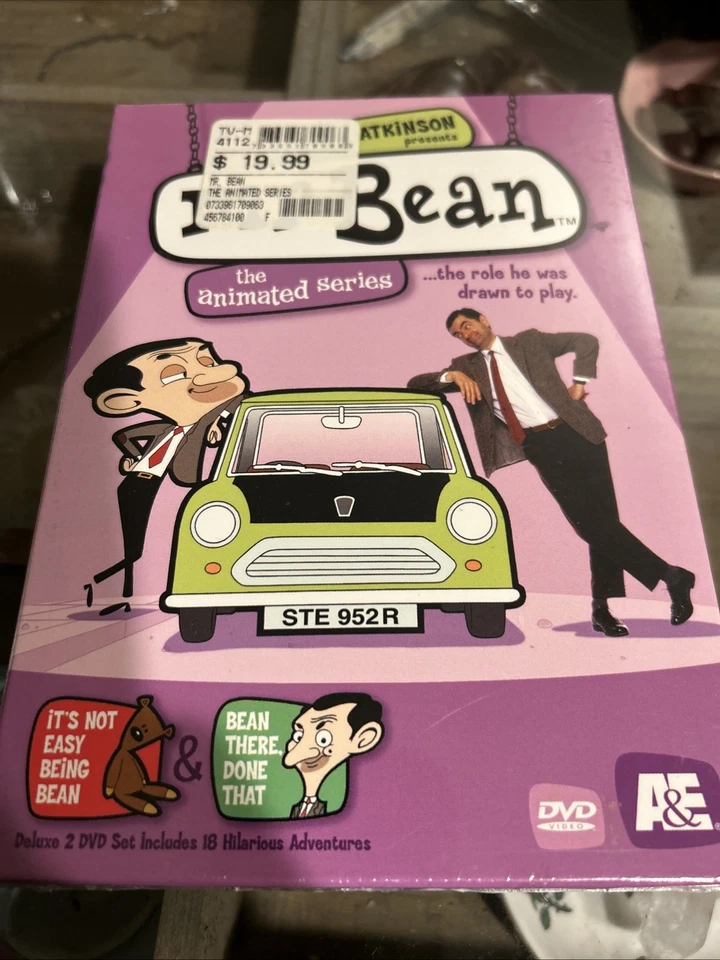 TV-M
4112
$ 19.99
MR. BEAN
THE ANIMATED SERIES
0733961709063
456784100 F
ATKINSON
presents
Bean
TM
the
animated series
...the role he was
drawn to play.
STE 952R
iT'S NOT
EASY
BEiNG
BEAN
&
BEAN
THERE,
DONE
THAT
Deluxe 2 DVD Set includes 18 Hilarious Adventures
DVD
VIDEO
A&E